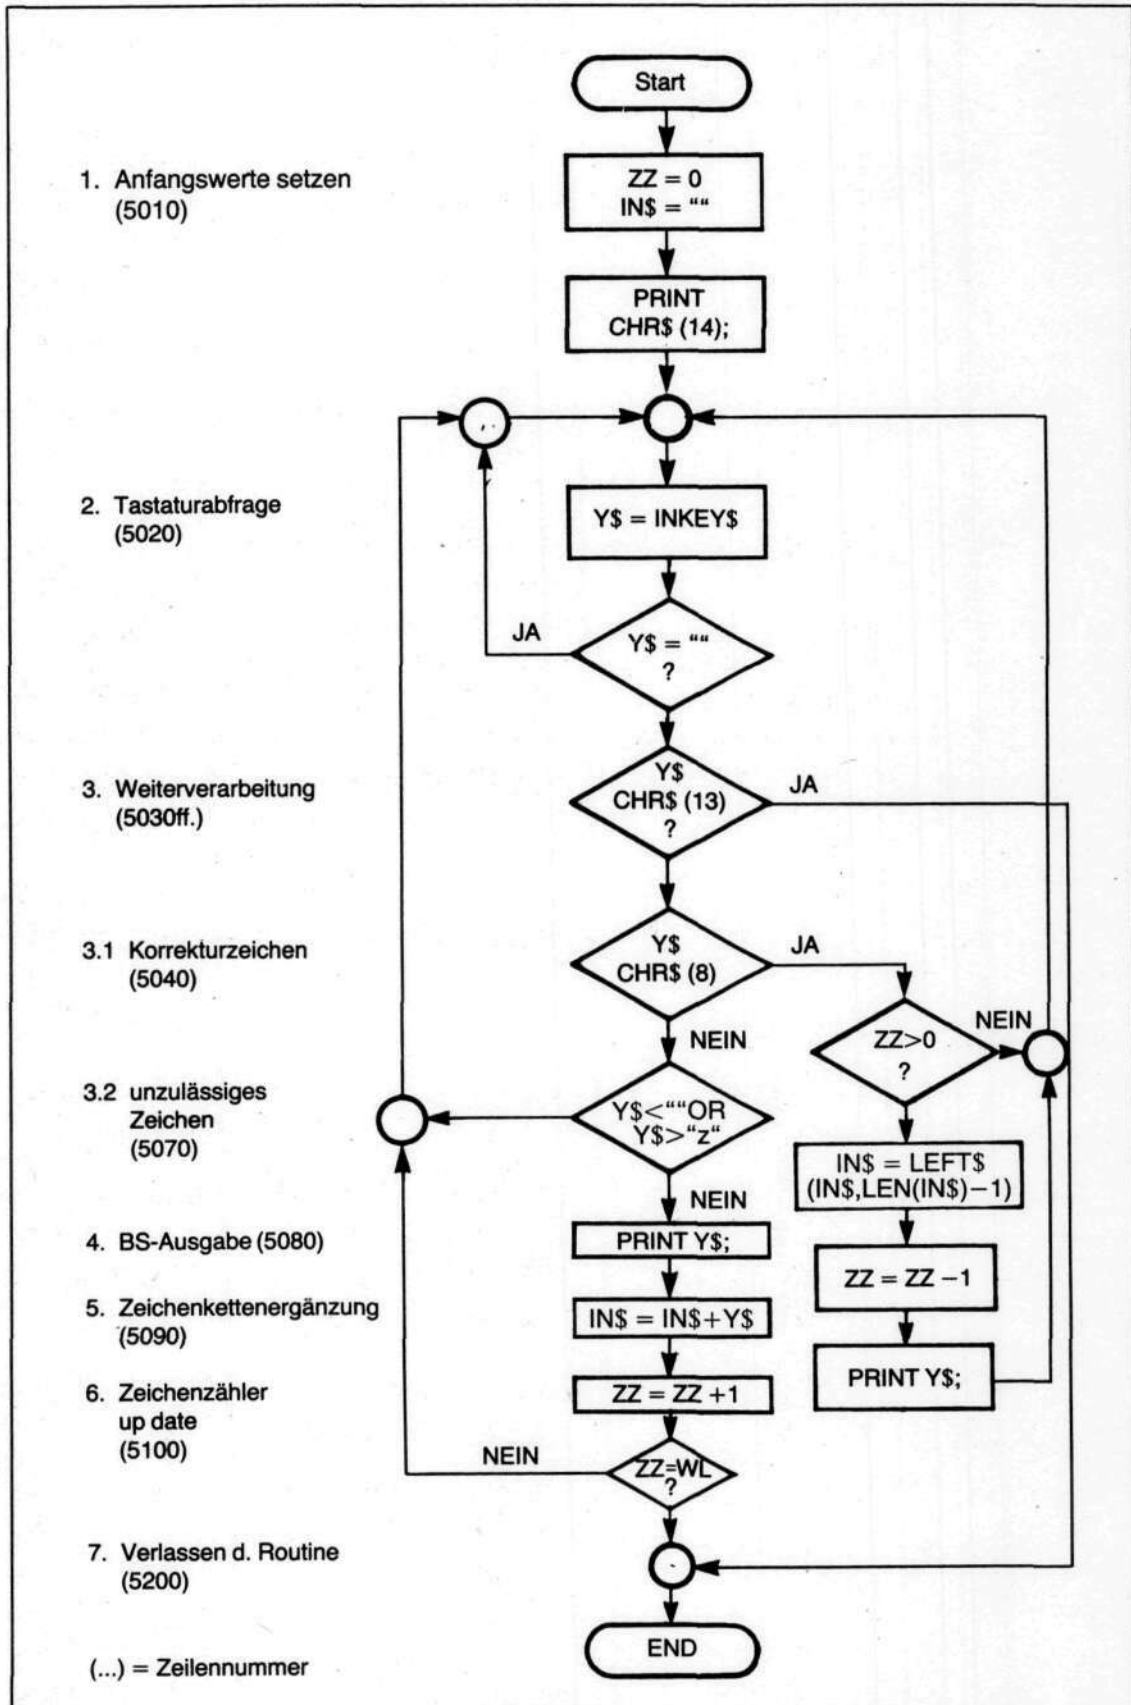 Start
1. Anfangswerte setzen
(5010)
ZZ = 0
IN$ = ““
PRINT
CHR$ (14);
2. Tastaturabfrage
(5020)
Y$ = INKEY$
JA
Y$ = ““
?
3. Weiterverarbeitung
(5030ff.)
Y$
CHR$ (13)
?
JA
3.1 Korrekturzeichen
(5040)
Y$
CHR$ (8)
JA
NEIN
ZZ>0
?
NEIN
3.2 unzulässiges
Zeichen
(5070)
Y$<““OR
Y$>“z“
NEIN
IN$ = LEFT$
(IN$,LEN(IN$)−1)
4. BS-Ausgabe (5080)
PRINT Y$;
ZZ = ZZ −1
5. Zeichenkettenergänzung
(5090)
IN$ = IN$+Y$
PRINT Y$;
6. Zeichenzähler
up date
(5100)
ZZ = ZZ +1
NEIN
ZZ=WL
?
7. Verlassen d. Routine
(5200)
END
(...) = Zeilennummer